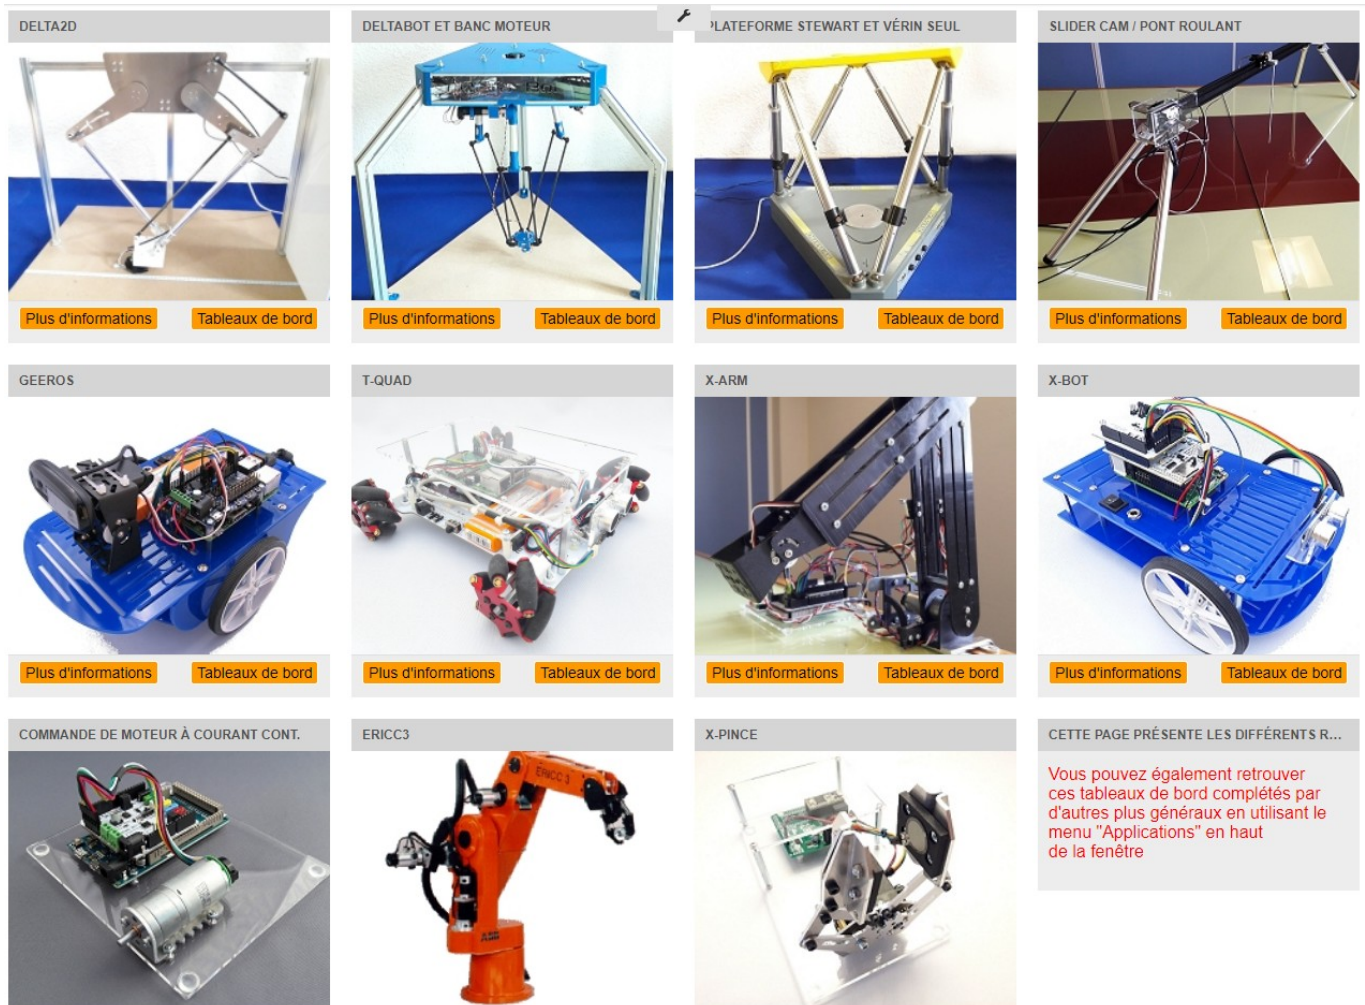 DELTA2D
DELTABOT ET BANC MOTEUR
PLATEFORME STEWART ET VÉRIN SEUL
SLIDER CAM / PONT ROULANT
Plus d'informations
Tableaux de bord
Plus d'informations
Tableaux de bord
Plus d'informations
Tableaux de bord
Plus d'informations
Tableaux de bord
GEEROS
T-QUAD
X-ARM
X-BOT
Plus d'informations
Tableaux de bord
Plus d'informations
Tableaux de bord
Plus d'informations
Tableaux de bord
Plus d'informations
Tableaux de bord
COMMANDE DE MOTEUR À COURANT CONT.
ERICC3
X-PINCE
CETTE PAGE PRÉSENTE LES DIFFÉRENTS R...
ERICC 3
Vous pouvez également retrouver
ces tableaux de bord complétés par
d'autres plus généraux en utilisant le
menu "Applications" en haut
de la fenêtre